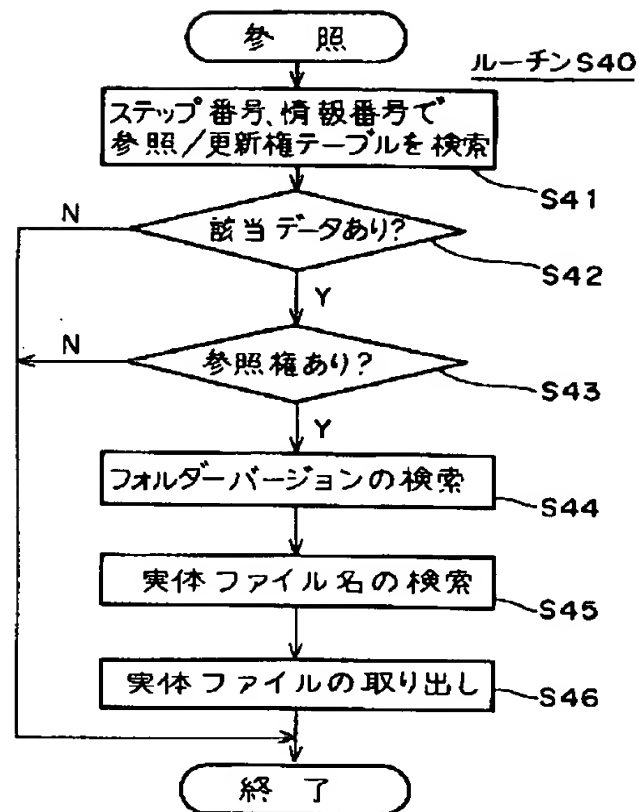 参照
ルーチンS40
ステップ番号、情報番号で
参照/更新権テーブルを検索
S41
該当データあり?
N
S42
Y
参照権あり?
N
S43
Y
フォルダーバージョンの検索
S44
実体ファイル名の検索
S45
実体ファイルの取り出し
S46
終了